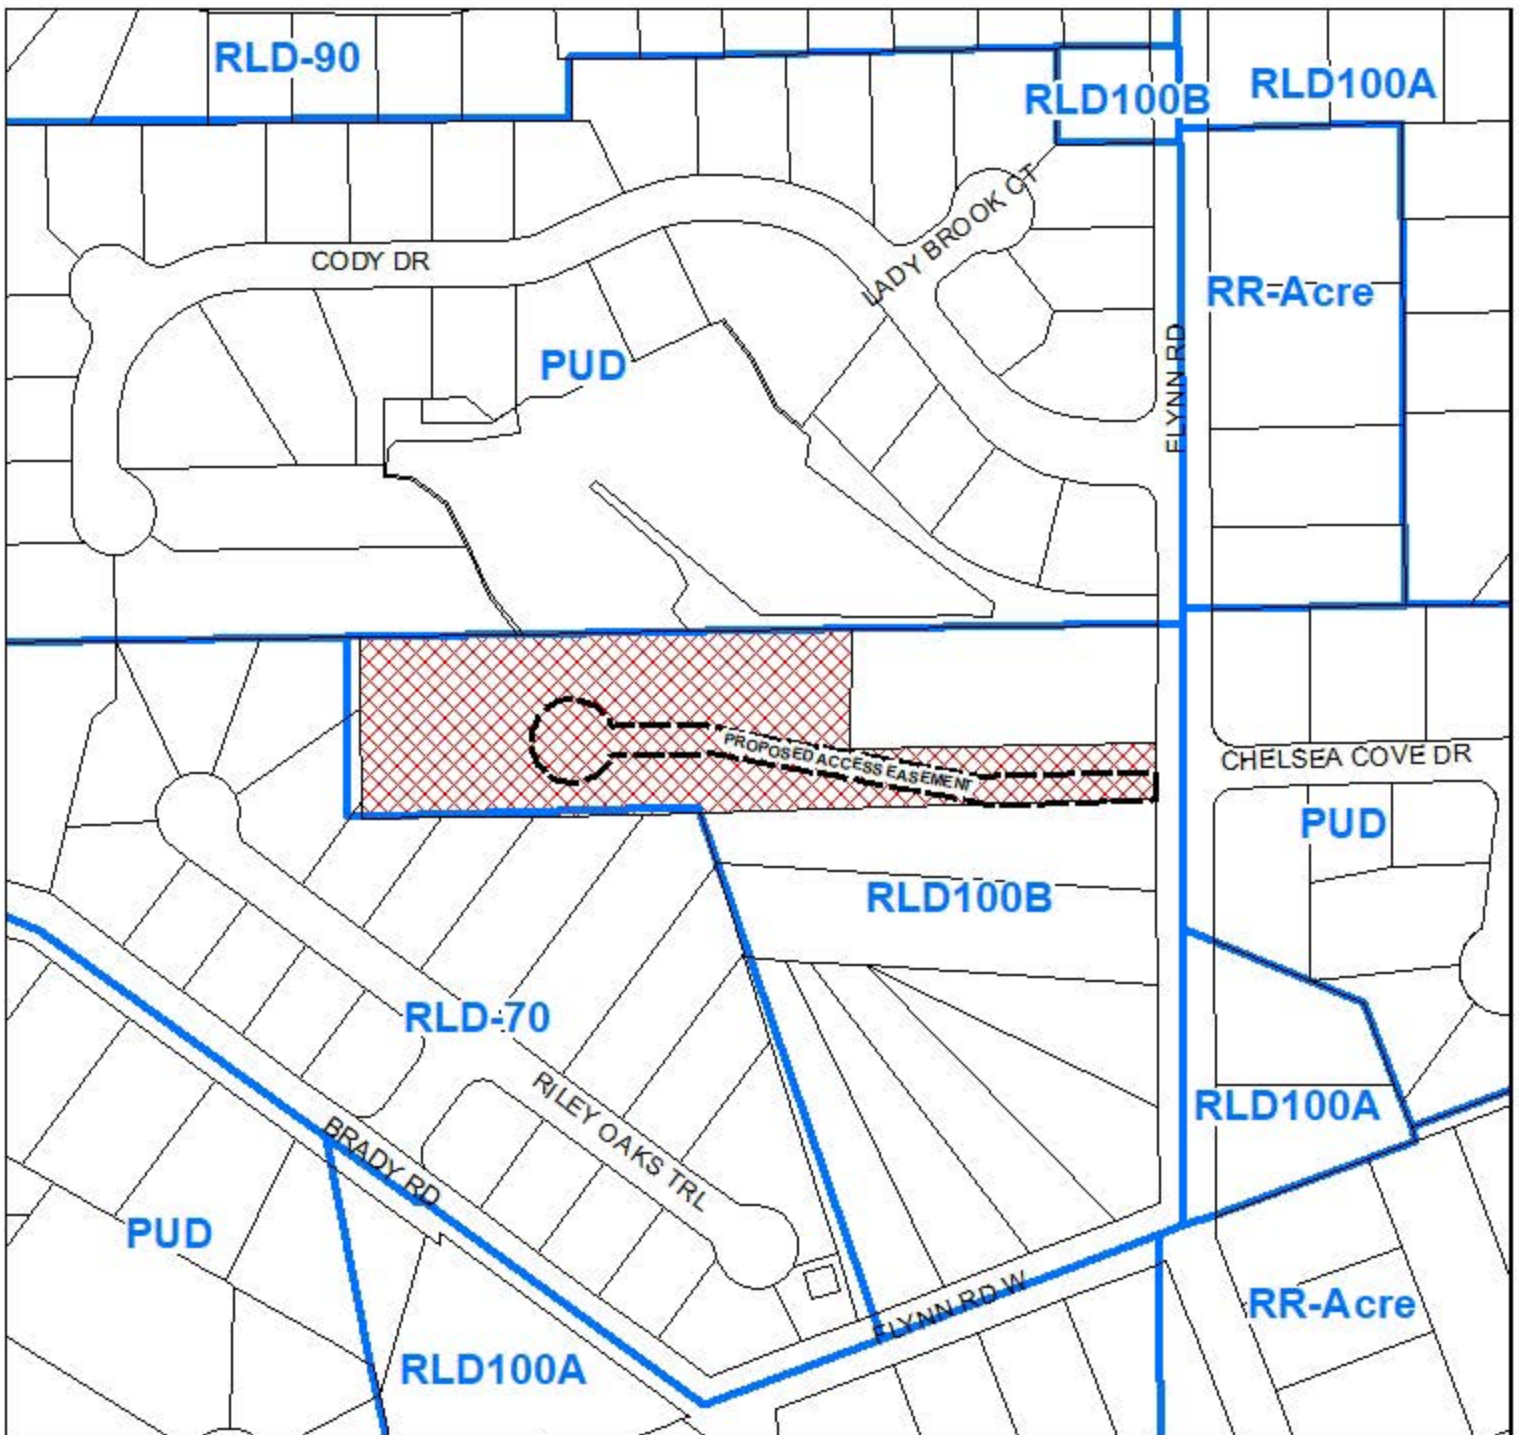 RLD-90
RLD100B
RLD100A
LADY BROOK CT
CODY DR
RR-Acre
PUD
FLYNN RD
PROPOSED ACCESS EASEMENT
CHELSEA COVE DR
PUD
RLD100B
RLD-70
RILEY OAKS TRL
RLD100A
BRADY RD
PUD
FLYNN RD W
RR-Acre
RLD100A